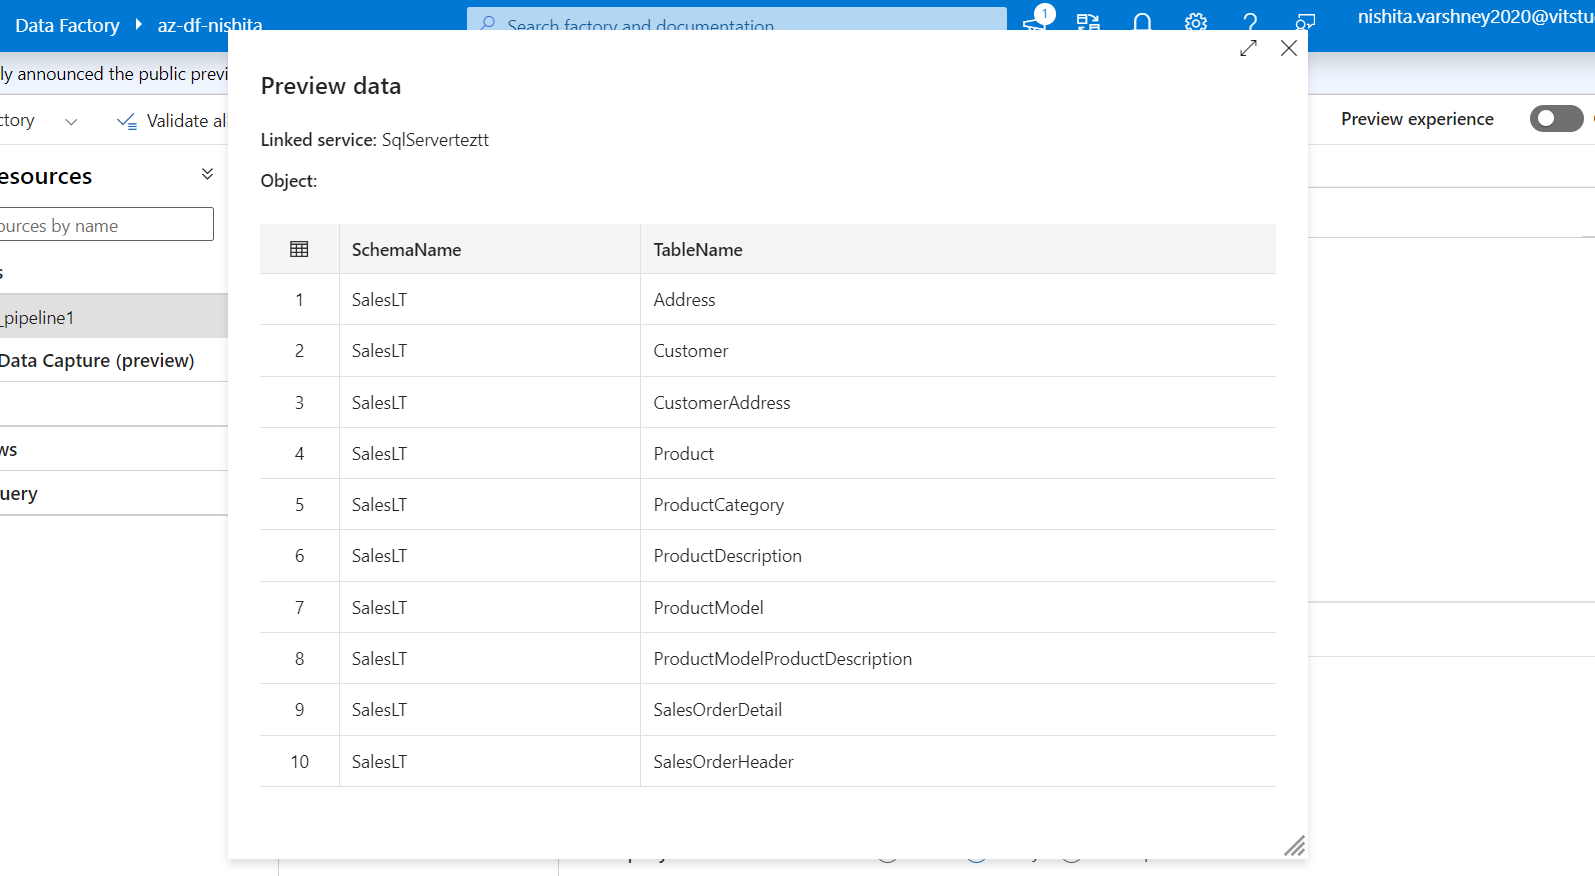 Data Factory az-df-nishita Search factory and documentation 1 nishita.varshney2020@vitstu
ly announced the public previ
ctory Validate al Preview experience
esources
ources by name
s
_pipeline1
Data Capture (preview)
ws
uery
Preview data
Linked service: SqlServerteztt
Object:
SchemaName TableName
1 SalesLT Address
2 SalesLT Customer
3 SalesLT CustomerAddress
4 SalesLT Product
5 SalesLT ProductCategory
6 SalesLT ProductDescription
7 SalesLT ProductModel
8 SalesLT ProductModelProductDescription
9 SalesLT SalesOrderDetail
10 SalesLT SalesOrderHeader